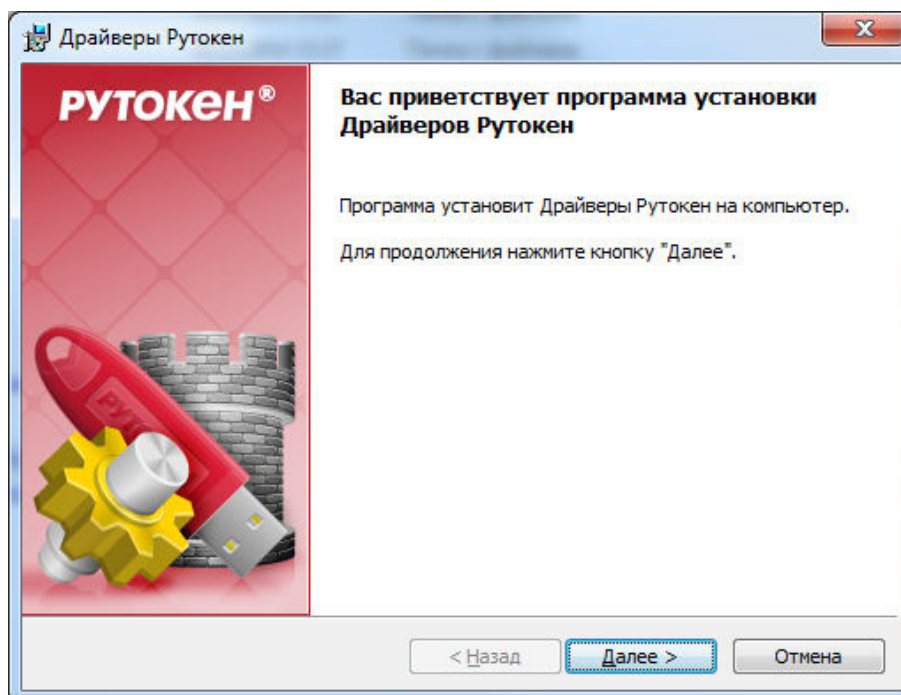 Драйверы Рутокен
РУТОКЕН®
Вас приветствует программа установки
Драйверов Рутокен
Программа установит Драйверы Рутокен на компьютер.
Для продолжения нажмите кнопку "Далее".
< Назад
Далее >
Отмена